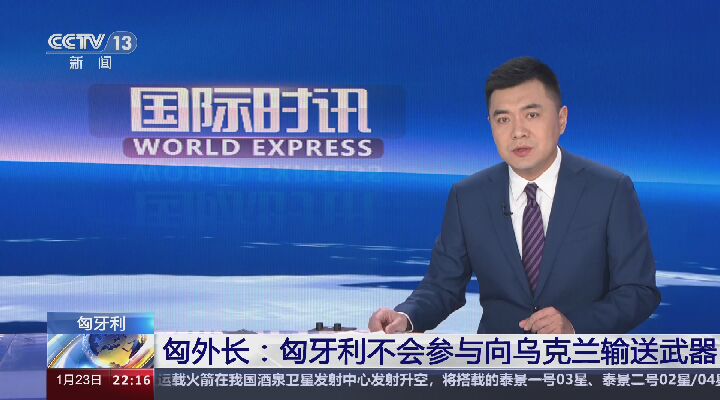 CCTV 13
新闻
国际时讯
WORLD EXPRESS
匈牙利
匈外长：匈牙利不会参与向乌克兰输送武器
1月23日 22:16 运载火箭在我国酒泉卫星发射中心发射升空，将搭载的泰景一号03星、泰景二号02星/04星